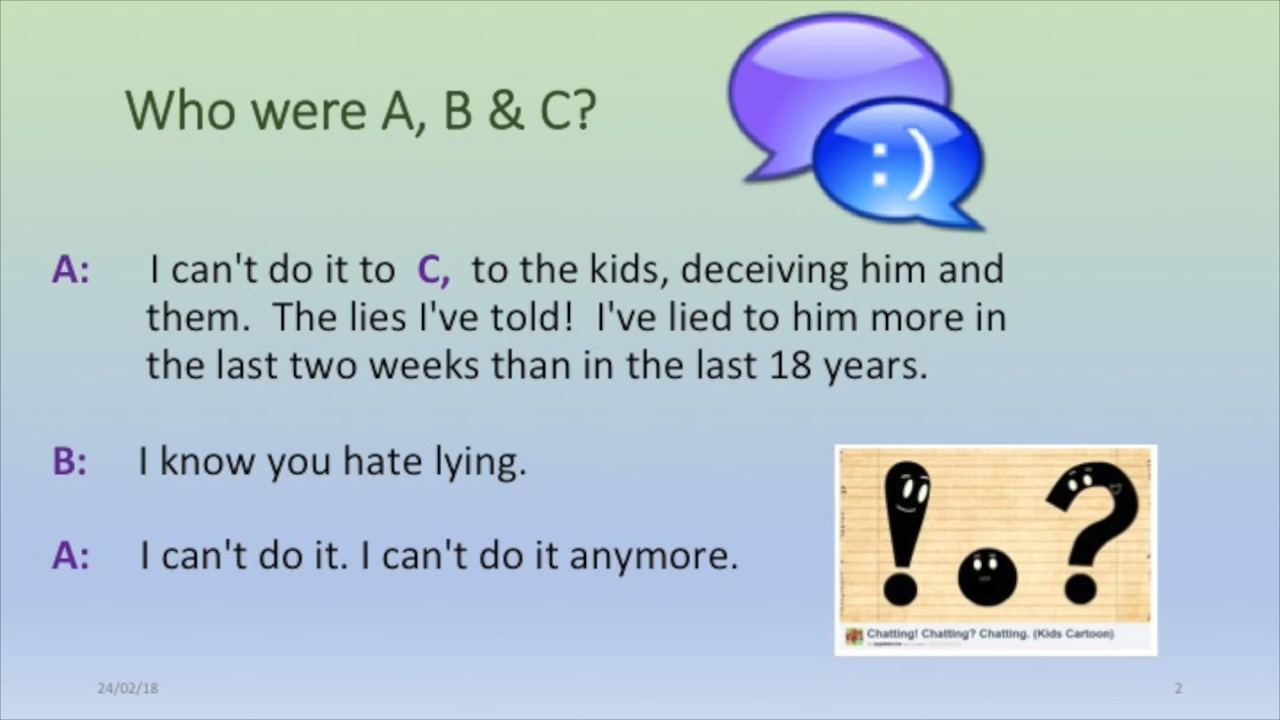 Who were A, B & C?
:)
A: I can't do it to C, to the kids, deceiving him and
them. The lies I've told! I've lied to him more in
the last two weeks than in the last 18 years.
B: I know you hate lying.
A: I can't do it. I can't do it anymore.
! . ?
Chatting! Chatting? Chatting. (Kids Cartoon)
24/02/18
2